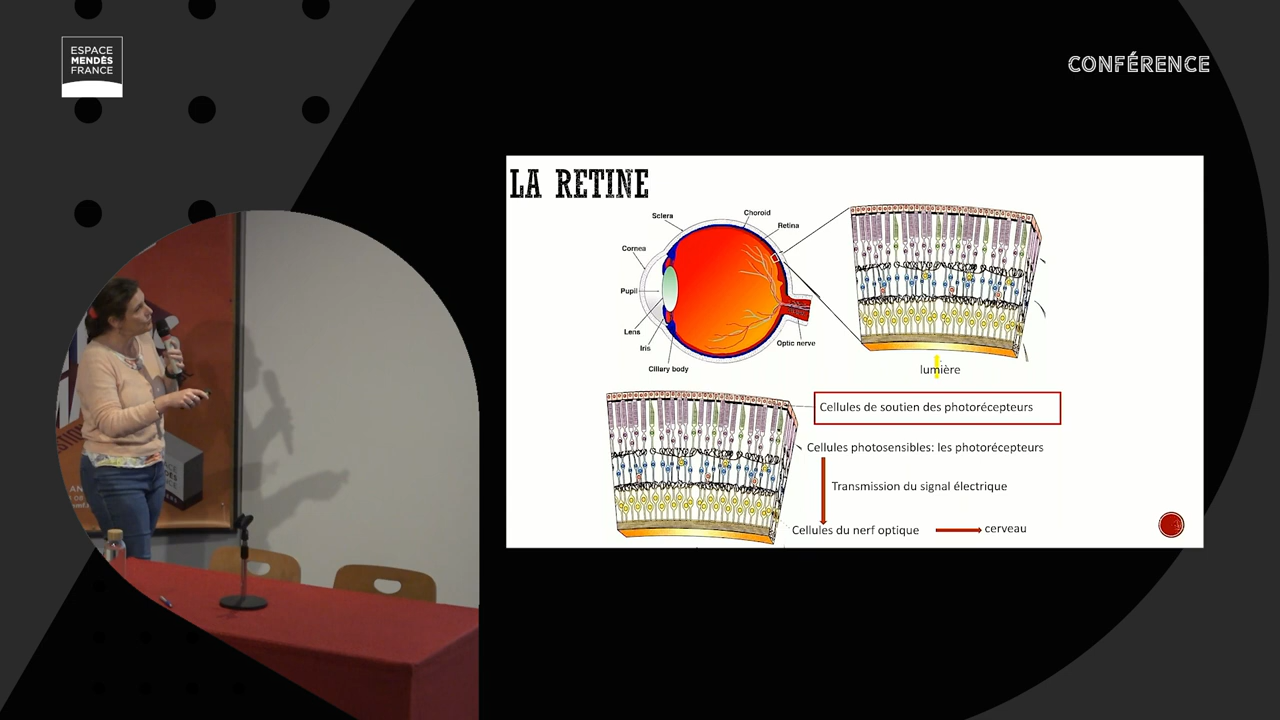 ESPACE
MENDÈS
FRANCE
CONFÉRENCE
LA RETINE
Sclera
Choroid
Retina
Cornea
Pupil
Lens
Iris
Optic nerve
Ciliary body
lumière
Cellules de soutien des photorécepteurs
Cellules photosensibles: les photorécepteurs
Transmission du signal électrique
Cellules du nerf optique
cerveau